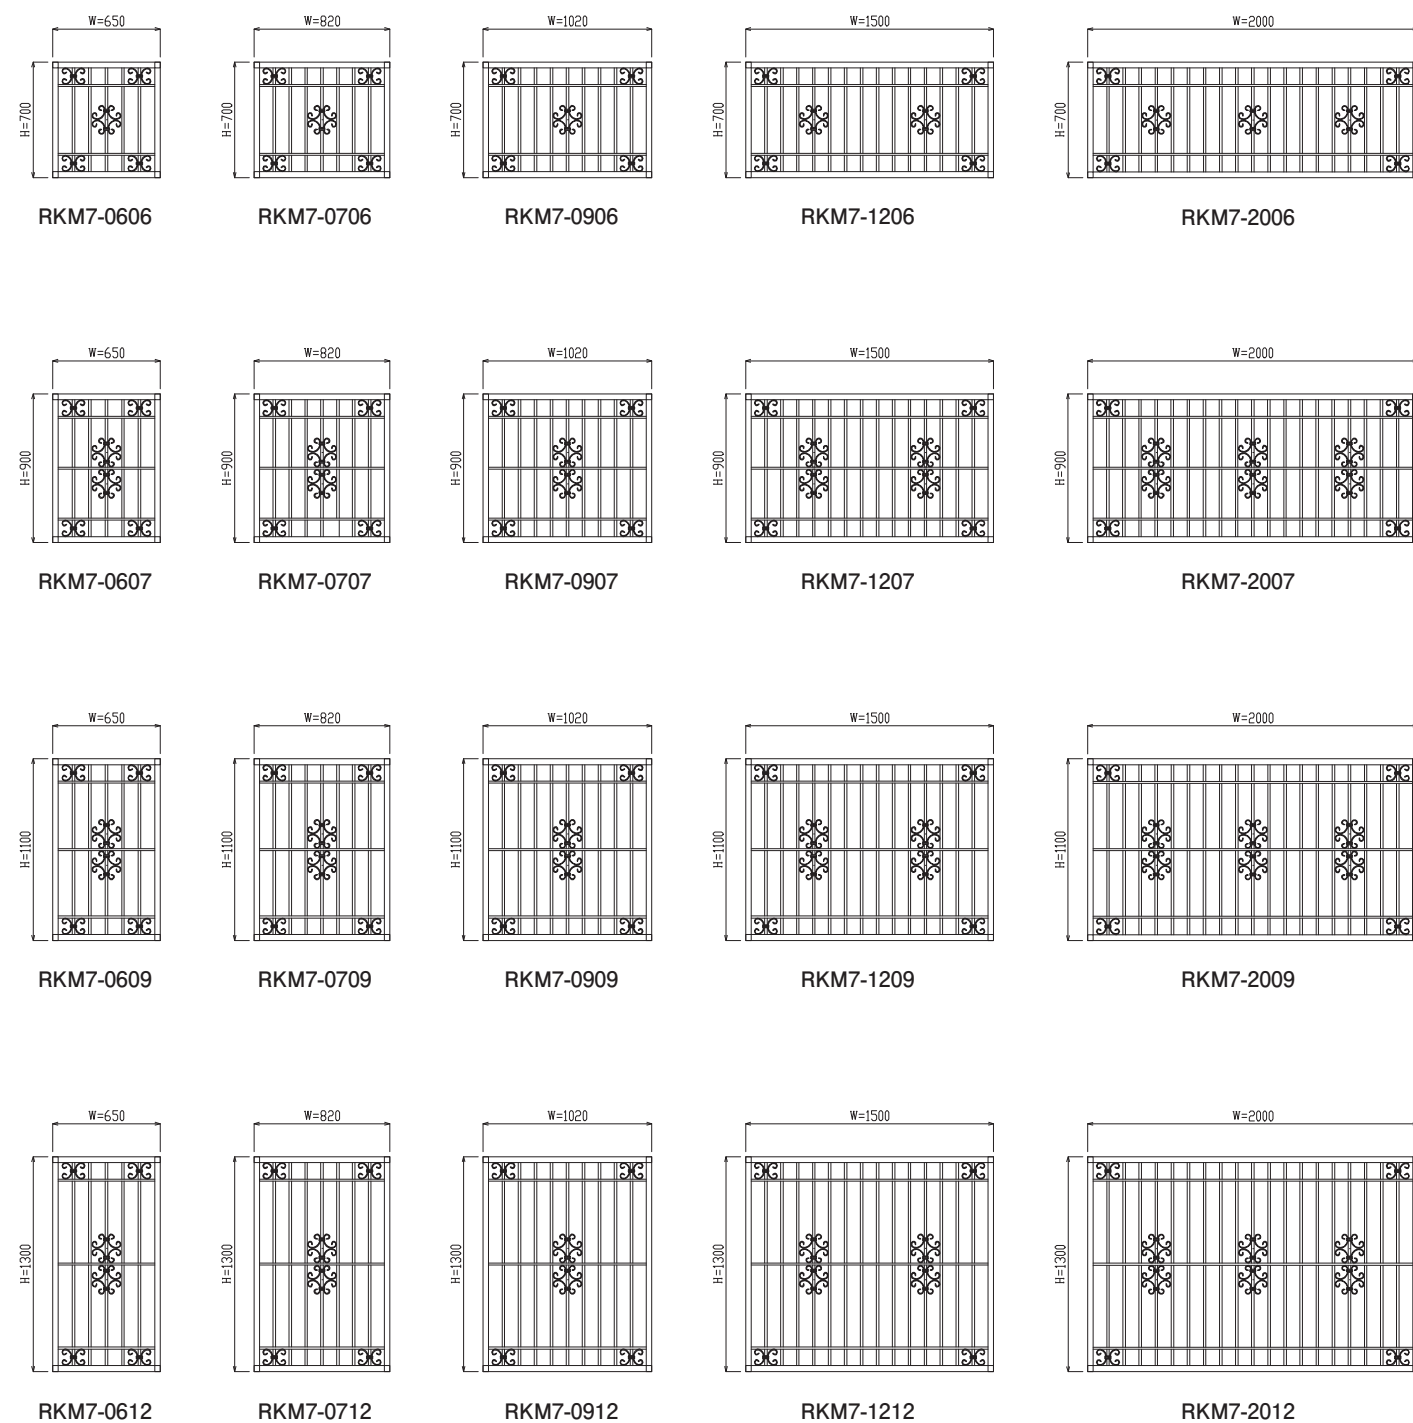 W=650 W=820 W=1020 W=1500 W=2000
H=700 H=700 H=700 H=700 H=700
RKM7-0606 RKM7-0706 RKM7-0906 RKM7-1206 RKM7-2006
W=650 W=820 W=1020 W=1500 W=2000
H=900 H=900 H=900 H=900 H=900
RKM7-0607 RKM7-0707 RKM7-0907 RKM7-1207 RKM7-2007
W=650 W=820 W=1020 W=1500 W=2000
H=1100 H=1100 H=1100 H=1100 H=1100
RKM7-0609 RKM7-0709 RKM7-0909 RKM7-1209 RKM7-2009
W=650 W=820 W=1020 W=1500 W=2000
H=1300 H=1300 H=1300 H=1300 H=1300
RKM7-0612 RKM7-0712 RKM7-0912 RKM7-1212 RKM7-2012